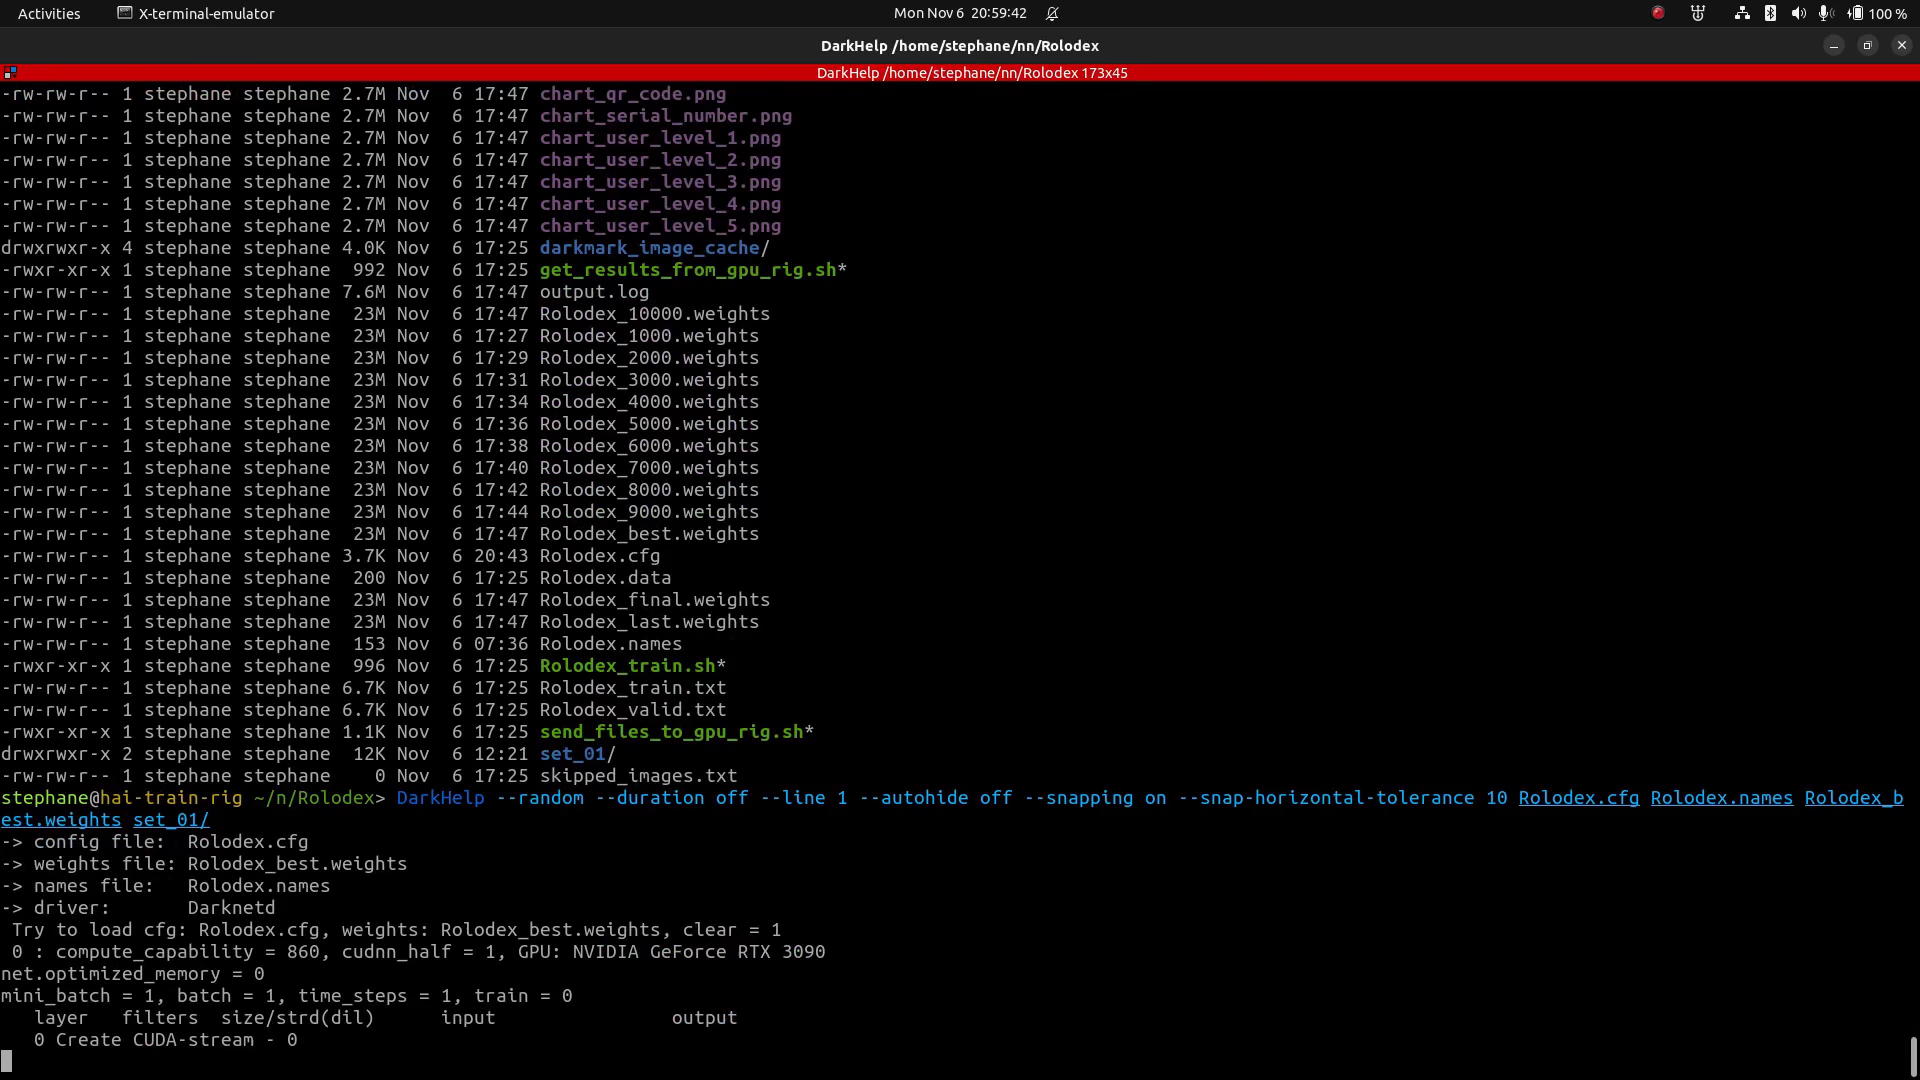 Activities X-terminal-emulator Mon Nov 6 20:59:42 100 %
DarkHelp /home/stephane/nn/Rolodex
DarkHelp /home/stephane/nn/Rolodex 173x45
-rw-rw-r-- 1 stephane stephane 2.7M Nov  6 17:47 chart_qr_code.png
-rw-rw-r-- 1 stephane stephane 2.7M Nov  6 17:47 chart_serial_number.png
-rw-rw-r-- 1 stephane stephane 2.7M Nov  6 17:47 chart_user_level_1.png
-rw-rw-r-- 1 stephane stephane 2.7M Nov  6 17:47 chart_user_level_2.png
-rw-rw-r-- 1 stephane stephane 2.7M Nov  6 17:47 chart_user_level_3.png
-rw-rw-r-- 1 stephane stephane 2.7M Nov  6 17:47 chart_user_level_4.png
-rw-rw-r-- 1 stephane stephane 2.7M Nov  6 17:47 chart_user_level_5.png
drwxrwxr-x 4 stephane stephane 4.0K Nov  6 17:25 darkmark_image_cache/
-rwxr-xr-x 1 stephane stephane  992 Nov  6 17:25 get_results_from_gpu_rig.sh*
-rw-rw-r-- 1 stephane stephane 7.6M Nov  6 17:47 output.log
-rw-rw-r-- 1 stephane stephane  23M Nov  6 17:47 Rolodex_10000.weights
-rw-rw-r-- 1 stephane stephane  23M Nov  6 17:27 Rolodex_1000.weights
-rw-rw-r-- 1 stephane stephane  23M Nov  6 17:29 Rolodex_2000.weights
-rw-rw-r-- 1 stephane stephane  23M Nov  6 17:31 Rolodex_3000.weights
-rw-rw-r-- 1 stephane stephane  23M Nov  6 17:34 Rolodex_4000.weights
-rw-rw-r-- 1 stephane stephane  23M Nov  6 17:36 Rolodex_5000.weights
-rw-rw-r-- 1 stephane stephane  23M Nov  6 17:38 Rolodex_6000.weights
-rw-rw-r-- 1 stephane stephane  23M Nov  6 17:40 Rolodex_7000.weights
-rw-rw-r-- 1 stephane stephane  23M Nov  6 17:42 Rolodex_8000.weights
-rw-rw-r-- 1 stephane stephane  23M Nov  6 17:44 Rolodex_9000.weights
-rw-rw-r-- 1 stephane stephane  23M Nov  6 17:47 Rolodex_best.weights
-rw-rw-r-- 1 stephane stephane 3.7K Nov  6 20:43 Rolodex.cfg
-rw-rw-r-- 1 stephane stephane  200 Nov  6 17:25 Rolodex.data
-rw-rw-r-- 1 stephane stephane  23M Nov  6 17:47 Rolodex_final.weights
-rw-rw-r-- 1 stephane stephane  23M Nov  6 17:47 Rolodex_last.weights
-rw-rw-r-- 1 stephane stephane  153 Nov  6 07:36 Rolodex.names
-rwxr-xr-x 1 stephane stephane  996 Nov  6 17:25 Rolodex_train.sh*
-rw-rw-r-- 1 stephane stephane 6.7K Nov  6 17:25 Rolodex_train.txt
-rw-rw-r-- 1 stephane stephane 6.7K Nov  6 17:25 Rolodex_valid.txt
-rwxr-xr-x 1 stephane stephane 1.1K Nov  6 17:25 send_files_to_gpu_rig.sh*
drwxrwxr-x 2 stephane stephane  12K Nov  6 12:21 set_01/
-rw-rw-r-- 1 stephane stephane    0 Nov  6 17:25 skipped_images.txt
stephane@hai-train-rig ~/n/Rolodex> DarkHelp --random --duration off --line 1 --autohide off --snapping on --snap-horizontal-tolerance 10 Rolodex.cfg Rolodex.names Rolodex_b
est.weights set_01/
-> config file:  Rolodex.cfg
-> weights file: Rolodex_best.weights
-> names file:   Rolodex.names
-> driver:       Darknetd
 Try to load cfg: Rolodex.cfg, weights: Rolodex_best.weights, clear = 1
 0 : compute_capability = 860, cudnn_half = 1, GPU: NVIDIA GeForce RTX 3090
net.optimized_memory = 0
mini_batch = 1, batch = 1, time_steps = 1, train = 0
   layer   filters  size/strd(dil)      input                output
   0 Create CUDA-stream - 0